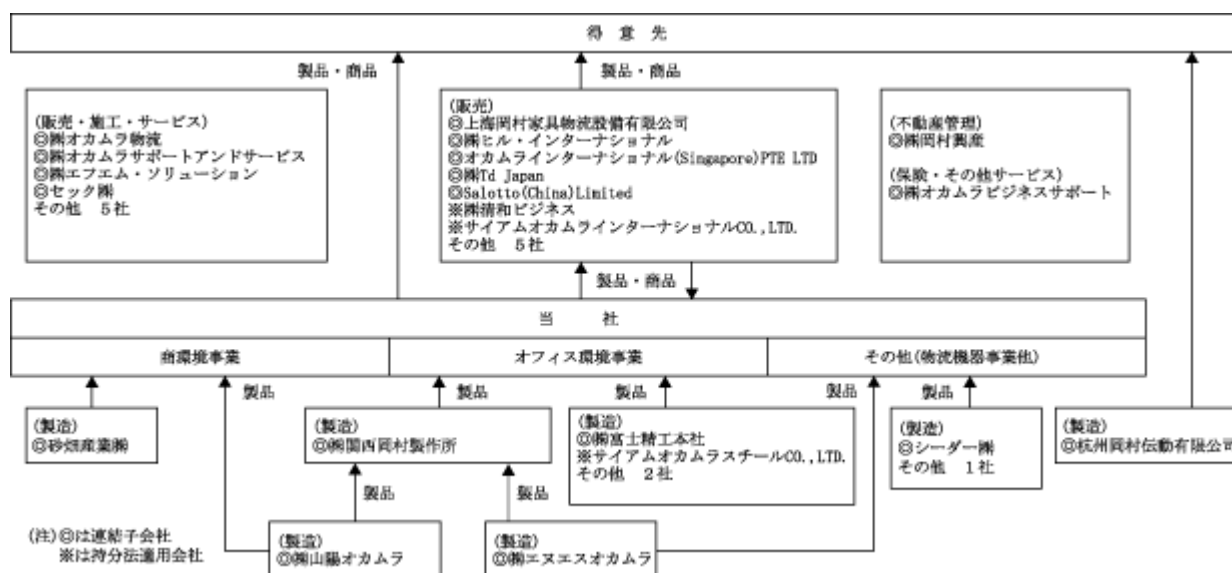 得意先
製品・商品
製品・商品
(販売・施工・サービス)
◎㈱オカムラ物流
◎㈱オカムラサポートアンドサービス
◎㈱エフエム・ソリューション
◎セック㈱
その他 5社
(販売)
◎上海岡村家具物流設備有限公司
◎㈱ヒル・インターナショナル
◎オカムラインターナショナル(Singapore)PTE LTD
◎㈱Td Japan
◎Salotto(China)Limited
※㈱清和ビジネス
※サイアムオカムラインターナショナルCO.,LTD.
その他 5社
(不動産管理)
◎㈱岡村興産
(保険・その他サービス)
◎㈱オカムラビジネスサポート
製品・商品
当社
商環境事業
オフィス環境事業
その他(物流機器事業他)
製品
製品
製品
製品
製品
(製造)
◎砂畑産業㈱
(製造)
◎㈱関西岡村製作所
(製造)
◎㈱富士精工本社
※サイアムオカムラスチールCO.,LTD.
その他 2社
(製造)
◎シーダー㈱
その他 1社
(製造)
◎杭州岡村伝動有限公司
製品
製品
(製造)
◎㈱山陽オカムラ
(製造)
◎㈱エヌエスオカムラ
(注)◎は連結子会社
※は持分法適用会社